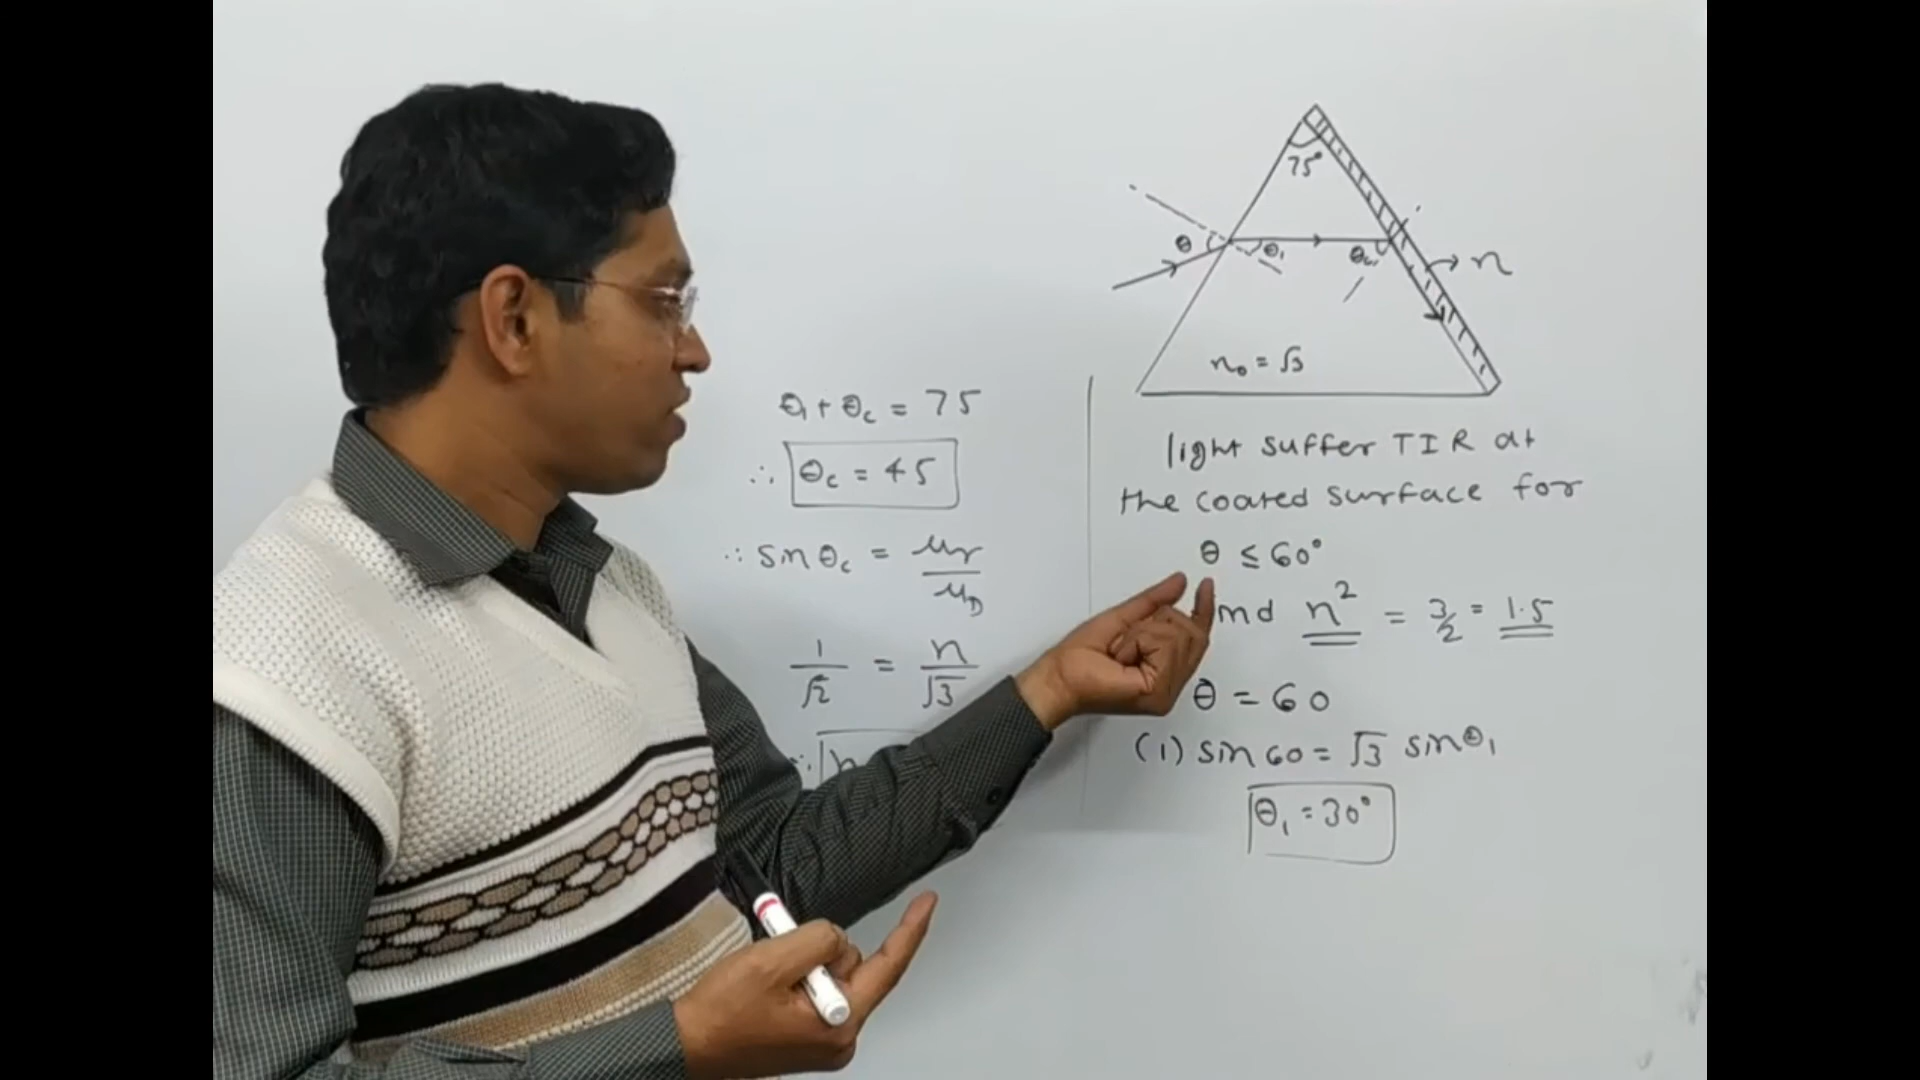 75°
θ
θ₁
θc
n
n₀ = √3
θ₁ + θc = 75
∴ θc = 45
∴ sin θc = μr/μD
1/√2 = n/√3
∴ n
light suffer TIR at
the coated surface for
θ ≤ 60°
n² = 3/2 = 1.5
θ = 60
(1) sin 60 = √3 sin θ₁
θ₁ = 30°